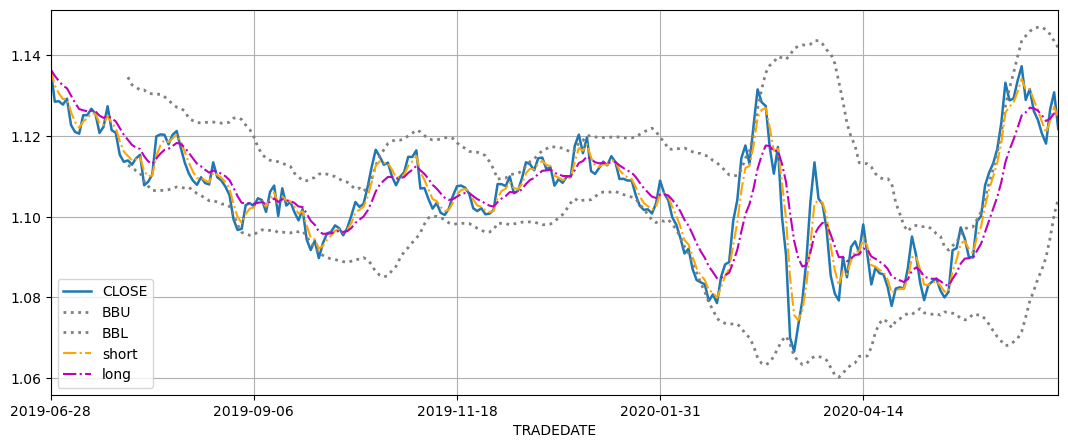 1.14
1.12
1.10
1.08
1.06
CLOSE
BBU
BBL
short
long
2019-06-28 2019-09-06 2019-11-18 2020-01-31 2020-04-14
TRADEDATE